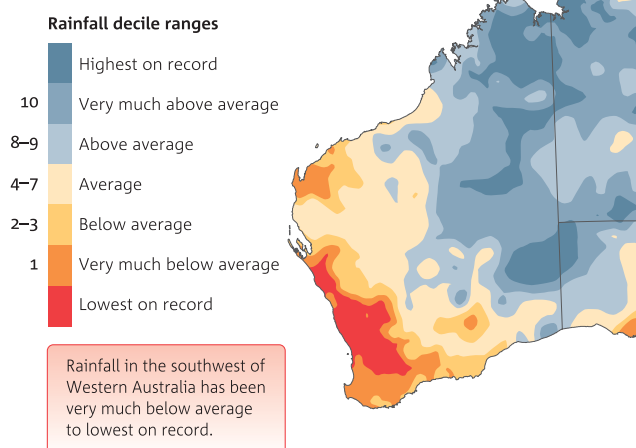 Rainfall decile ranges
Highest on record
10 Very much above average
8–9 Above average
4–7 Average
2–3 Below average
1 Very much below average
Lowest on record
Rainfall in the southwest of
Western Australia has been
very much below average
to lowest on record.